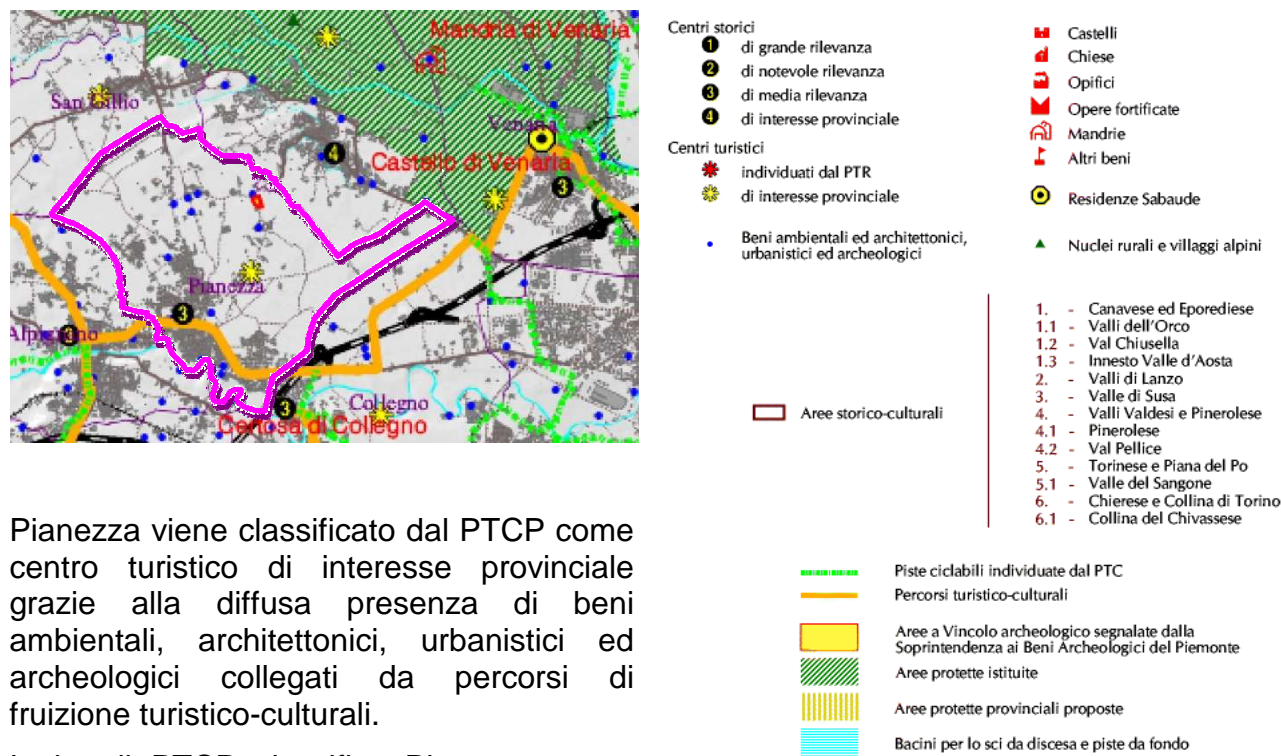 Mandria di Venaria
San Gillio
Venaria
4
Castello di Venaria
3
Pianezza
3
Alpignano
3
Collegno
3
Certosa di Collegno
Pianezza viene classificato dal PTCP come
centro turistico di interesse provinciale
grazie alla diffusa presenza di beni
ambientali, architettonici, urbanistici ed
archeologici collegati da percorsi di
fruizione turistico-culturali.
Centri storici
1 di grande rilevanza
2 di notevole rilevanza
3 di media rilevanza
4 di interesse provinciale
Centri turistici
individuati dal PTR
di interesse provinciale
Beni ambientali ed architettonici,
urbanistici ed archeologici
Castelli
Chiese
Opifici
Opere fortificate
Mandrie
Altri beni
Residenze Sabaude
Nuclei rurali e villaggi alpini
Aree storico-culturali
1. - Canavese ed Eporediese
1.1 - Valli dell'Orco
1.2 - Val Chiusella
1.3 - Innesto Valle d'Aosta
2. - Valli di Lanzo
3. - Valle di Susa
4. - Valli Valdesi e Pinerolese
4.1 - Pinerolese
4.2 - Val Pellice
5. - Torinese e Piana del Po
5.1 - Valle del Sangone
6. - Chierese e Collina di Torino
6.1 - Collina del Chivassese
Piste ciclabili individuate dal PTC
Percorsi turistico-culturali
Aree a Vincolo archeologico segnalate dalla
Soprintendenza ai Beni Archeologici del Piemonte
Aree protette istituite
Aree protette provinciali proposte
Bacini per lo sci da discesa e piste da fondo